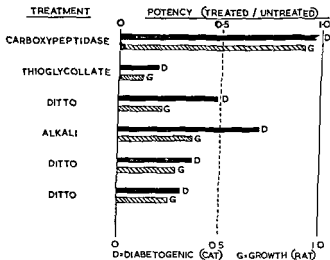 TREATMENT POTENCY (TREATED / UNTREATED)
0 0·5 1·0
CARBOXYPEPTIDASE D
G
THIOGLYCOLLATE D
G
DITTO D
G
ALKALI D
G
DITTO D
G
DITTO D
G
0 0·5 1·0
D=DIABETOGENIC (CAT) G=GROWTH (RAT)